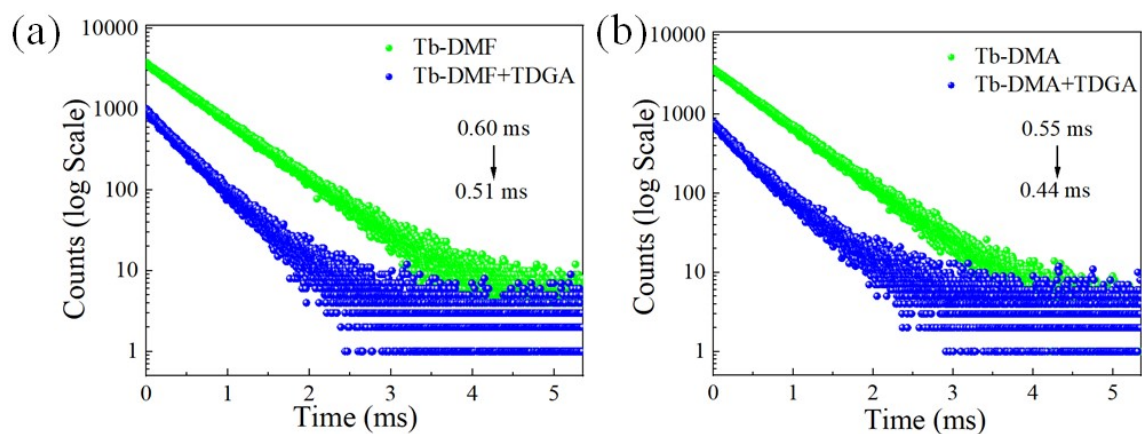 (a)
10000
1000
100
10
1
Counts (log Scale)
0 1 2 3 4 5
Time (ms)
Tb-DMF
Tb-DMF+TDGA
0.60 ms
0.51 ms
(b)
10000
1000
100
10
1
Counts (log Scale)
0 1 2 3 4 5
Time (ms)
Tb-DMA
Tb-DMA+TDGA
0.55 ms
0.44 ms